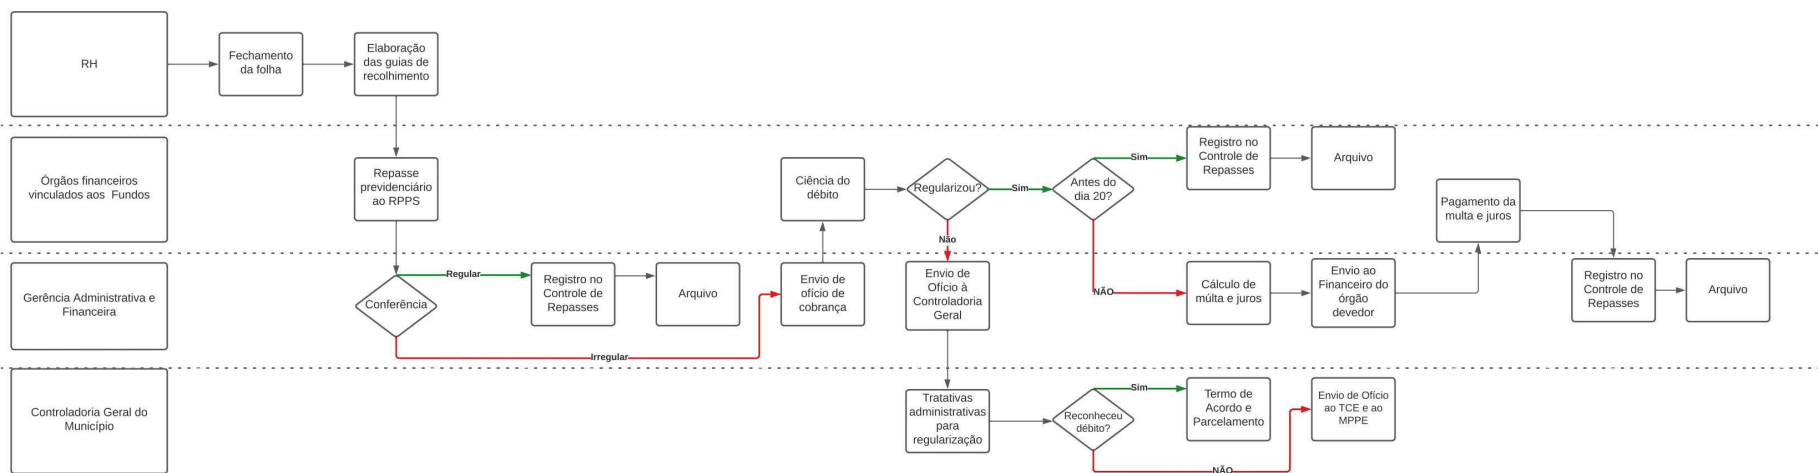 RH
Fechamento
da folha
Elaboração
das guias de
recolhimento
Órgãos financeiros
vinculados aos Fundos
Repasse
previdenciário
ao RPPS
Ciência do
débito
Regularizou?
Sim
Não
Antes do
dia 20?
Sim
NÃO
Registro no
Controle de
Repasses
Arquivo
Pagamento da
multa e juros
Gerência Administrativa e
Financeira
Conferência
Regular
Irregular
Registro no
Controle de
Repasses
Arquivo
Envio de
ofício de
cobrança
Envio de
Ofício à
Controladoria
Geral
Cálculo de
múlta e juros
Envio ao
Financeiro do
órgão
devedor
Registro no
Controle de
Repasses
Arquivo
Controladoria Geral do
Município
Tratativas
administrativas
para
regularização
Reconheceu
débito?
Sim
NÃO
Termo de
Acordo e
Parcelamento
Envio de Ofício
ao TCE e ao
MPPE